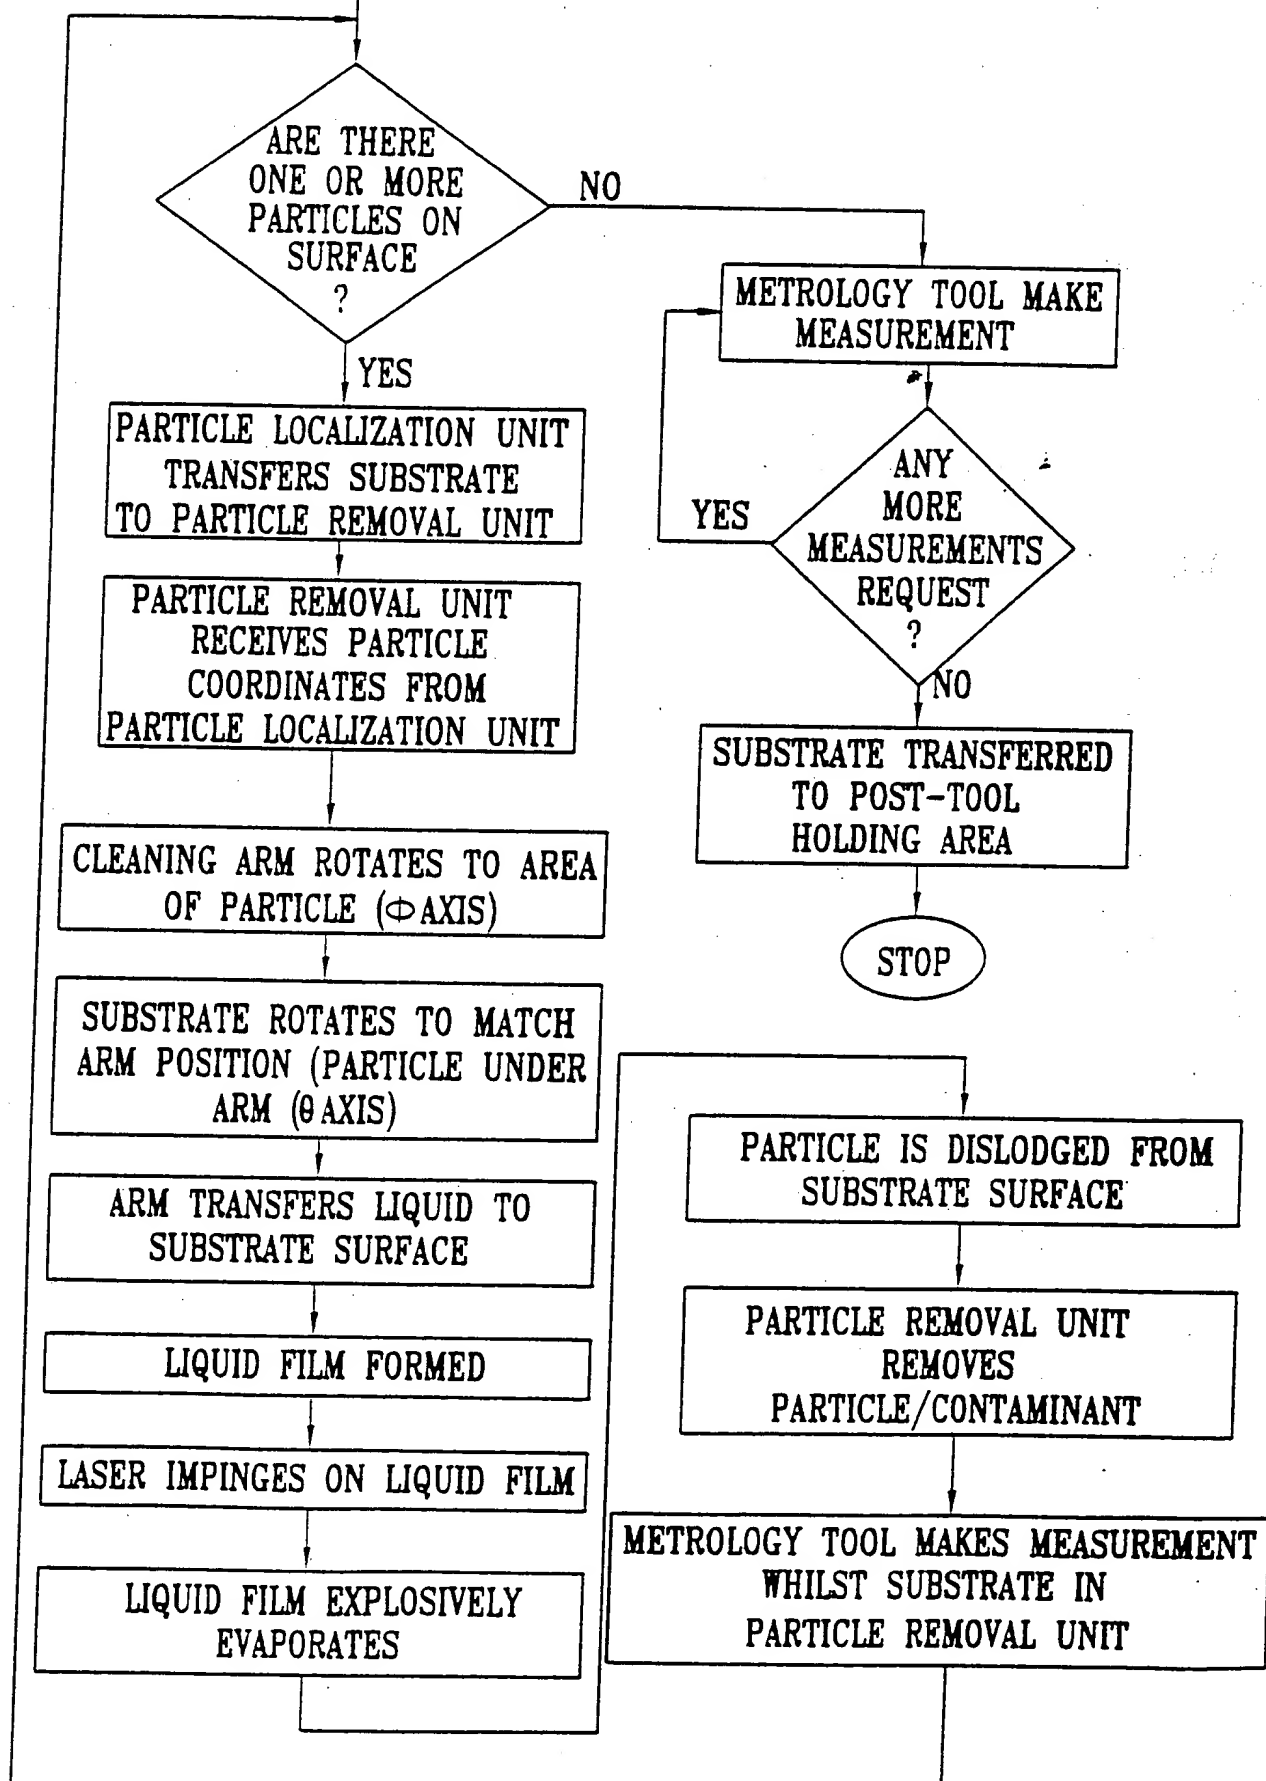 ARE THERE
ONE OR MORE
PARTICLES ON
SURFACE
?
NO
YES
PARTICLE LOCALIZATION UNIT
TRANSFERS SUBSTRATE
TO PARTICLE REMOVAL UNIT
PARTICLE REMOVAL UNIT
RECEIVES PARTICLE
COORDINATES FROM
PARTICLE LOCALIZATION UNIT
CLEANING ARM ROTATES TO AREA
OF PARTICLE (Φ AXIS)
SUBSTRATE ROTATES TO MATCH
ARM POSITION (PARTICLE UNDER
ARM (θ AXIS)
ARM TRANSFERS LIQUID TO
SUBSTRATE SURFACE
LIQUID FILM FORMED
LASER IMPINGES ON LIQUID FILM
LIQUID FILM EXPLOSIVELY
EVAPORATES
METROLOGY TOOL MAKE
MEASUREMENT
YES
ANY
MORE
MEASUREMENTS
REQUEST
?
NO
SUBSTRATE TRANSFERRED
TO POST-TOOL
HOLDING AREA
STOP
PARTICLE IS DISLODGED FROM
SUBSTRATE SURFACE
PARTICLE REMOVAL UNIT
REMOVES
PARTICLE/CONTAMINANT
METROLOGY TOOL MAKES MEASUREMENT
WHILST SUBSTRATE IN
PARTICLE REMOVAL UNIT